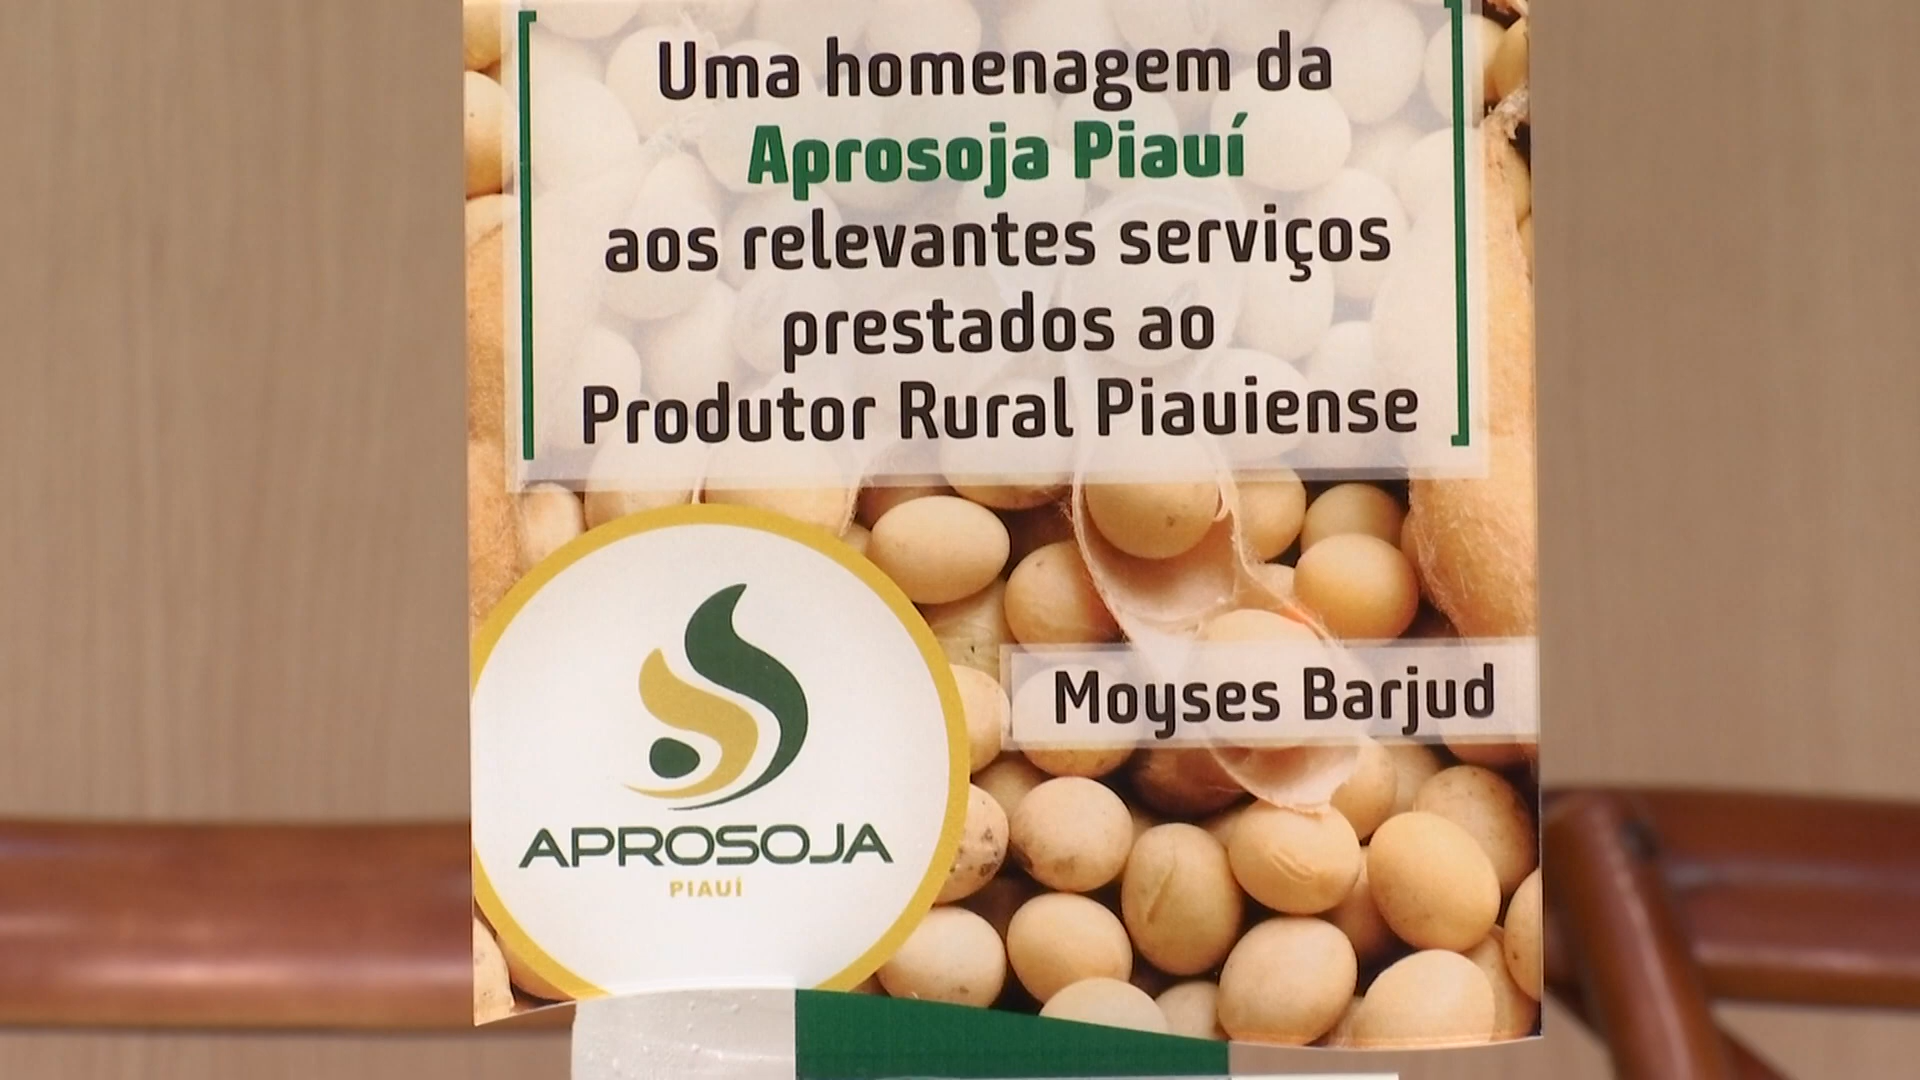 Uma homenagem da
Aprosoja Piauí
aos relevantes serviços
prestados ao
Produtor Rural Piauiense
Moyses Barjud
APROSOJA
PIAUÍ